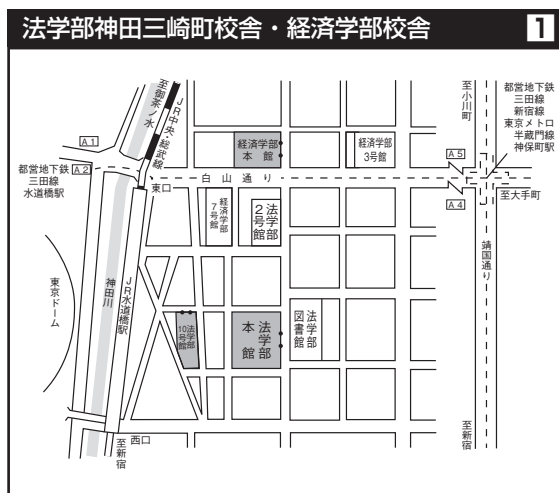 法学部神田三崎町校舎・経済学部校舎
1
至御茶ノ水
JR中央・総武線
A1
A2
都営地下鉄
三田線
水道橋駅
東口
白山通り
経済学部
本館
経済学部
3号館
至小川町
都営地下鉄
三田線
新宿線
東京メトロ
半蔵門線
神保町駅
A5
A4
至大手町
靖国通り
経済学部
7号館
法学部
2号館
東京ドーム
神田川
JR水道橋駅
法学部
10号館
法学部
本館
法学部
図書館
西口
至新宿
至新宿